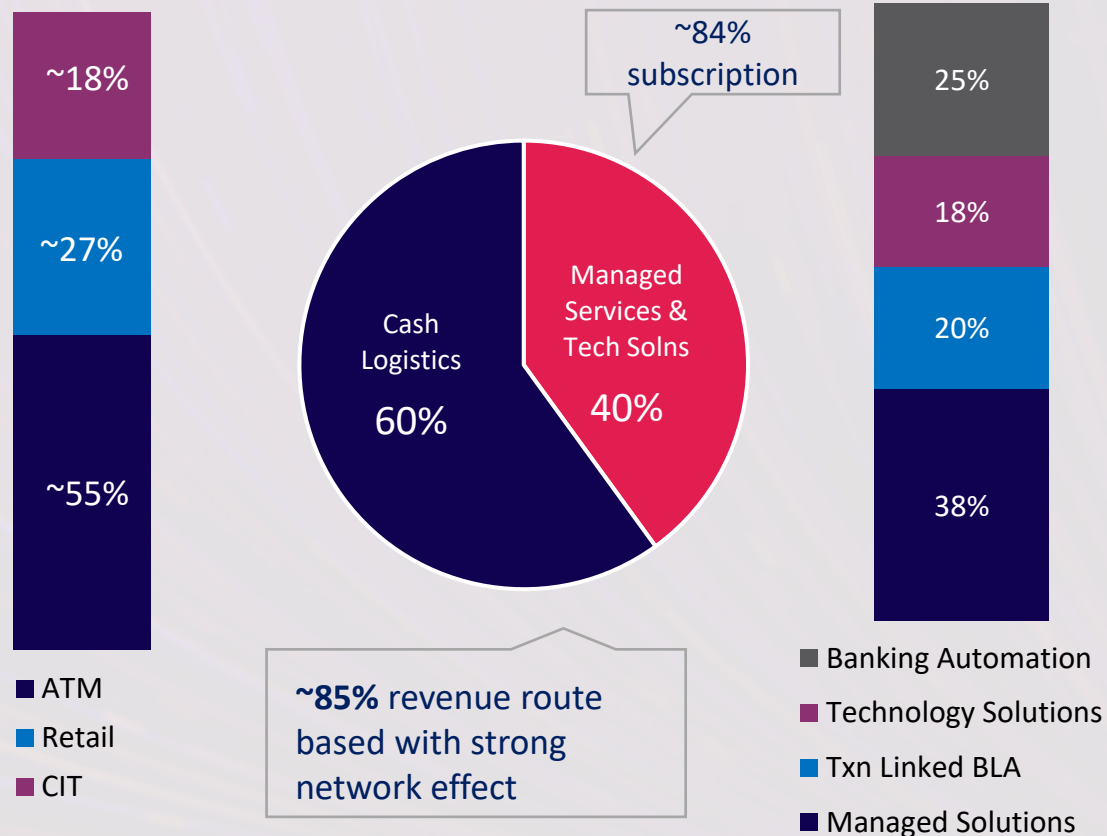 ~18%
~27%
~55%
ATM
Retail
CIT
~84%
subscription
Cash
Logistics
60%
Managed
Services &
Tech Solns
40%
~85% revenue route
based with strong
network effect
25%
18%
20%
38%
Banking Automation
Technology Solutions
Txn Linked BLA
Managed Solutions